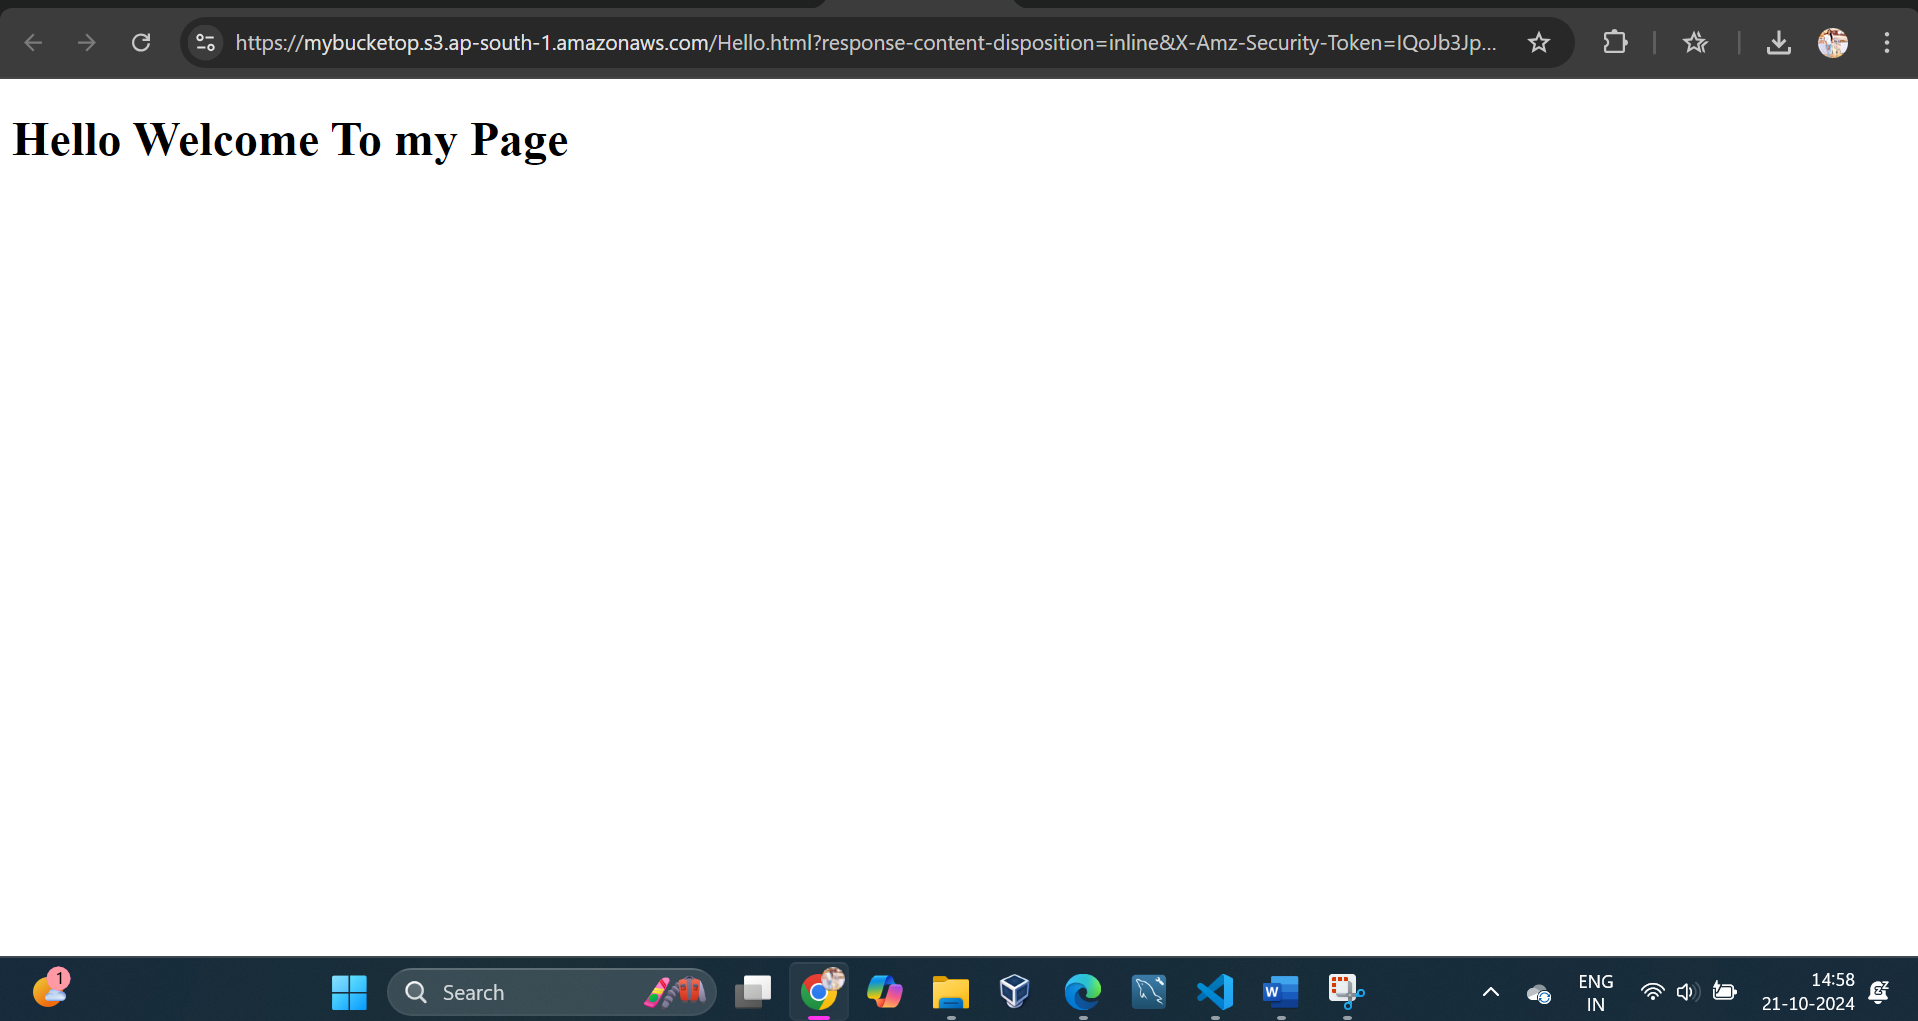 https://mybucketop.s3.ap-south-1.amazonaws.com/Hello.html?response-content-disposition=inline&X-Amz-Security-Token=IQoJb3Jp...
Hello Welcome To my Page
1
Search
W
ENG
IN
14:58
21-10-2024